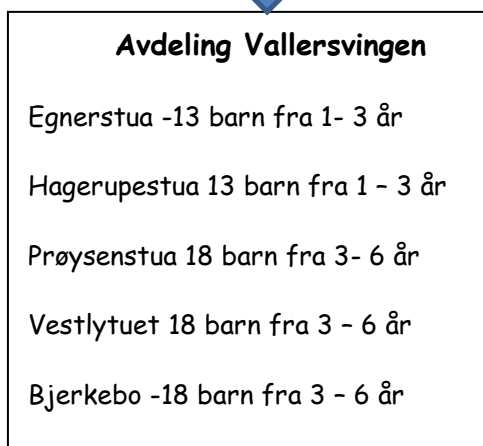 Avdeling Vallersvingen
Egnerstua -13 barn fra 1- 3 år
Hagerupestua 13 barn fra 1 – 3 år
Prøysenstua 18 barn fra 3- 6 år
Vestlytuet 18 barn fra 3 – 6 år
Bjerkebo -18 barn fra 3 – 6 år